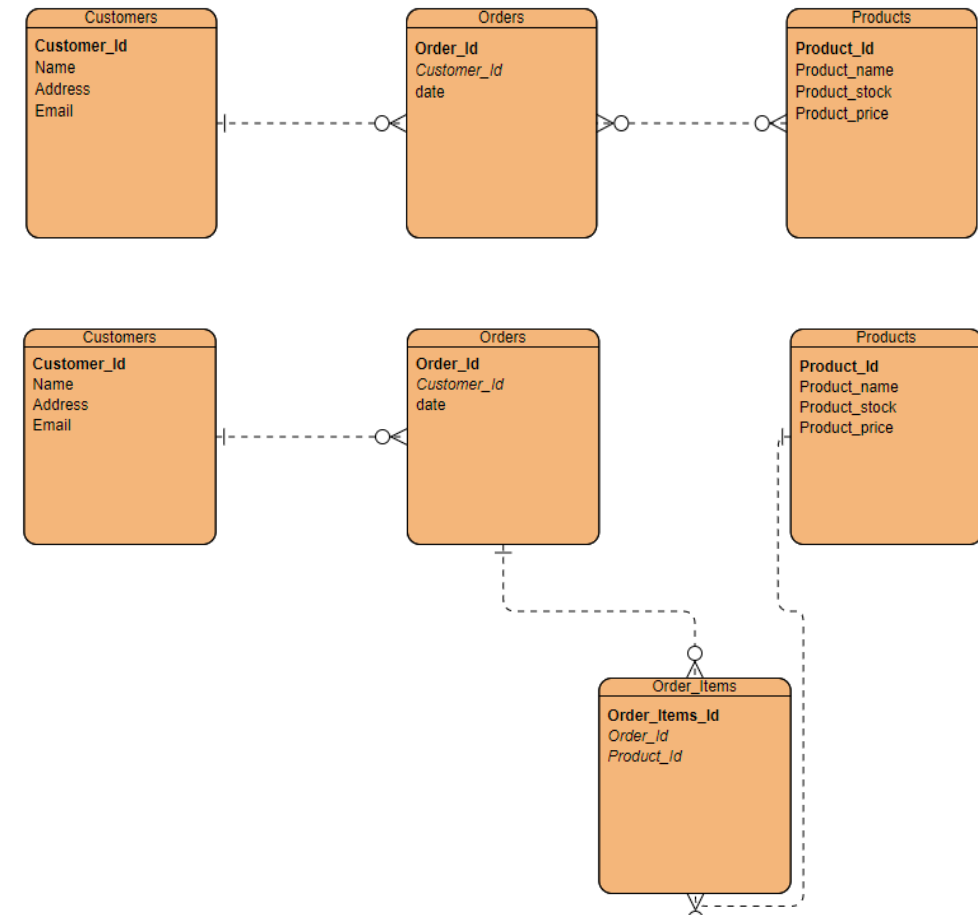 Customers
Customer_Id
Name
Address
Email
Orders
Order_Id
Customer_Id
date
Products
Product_Id
Product_name
Product_stock
Product_price
Customers
Customer_Id
Name
Address
Email
Orders
Order_Id
Customer_Id
date
Products
Product_Id
Product_name
Product_stock
Product_price
Order_Items
Order_Items_Id
Order_Id
Product_Id